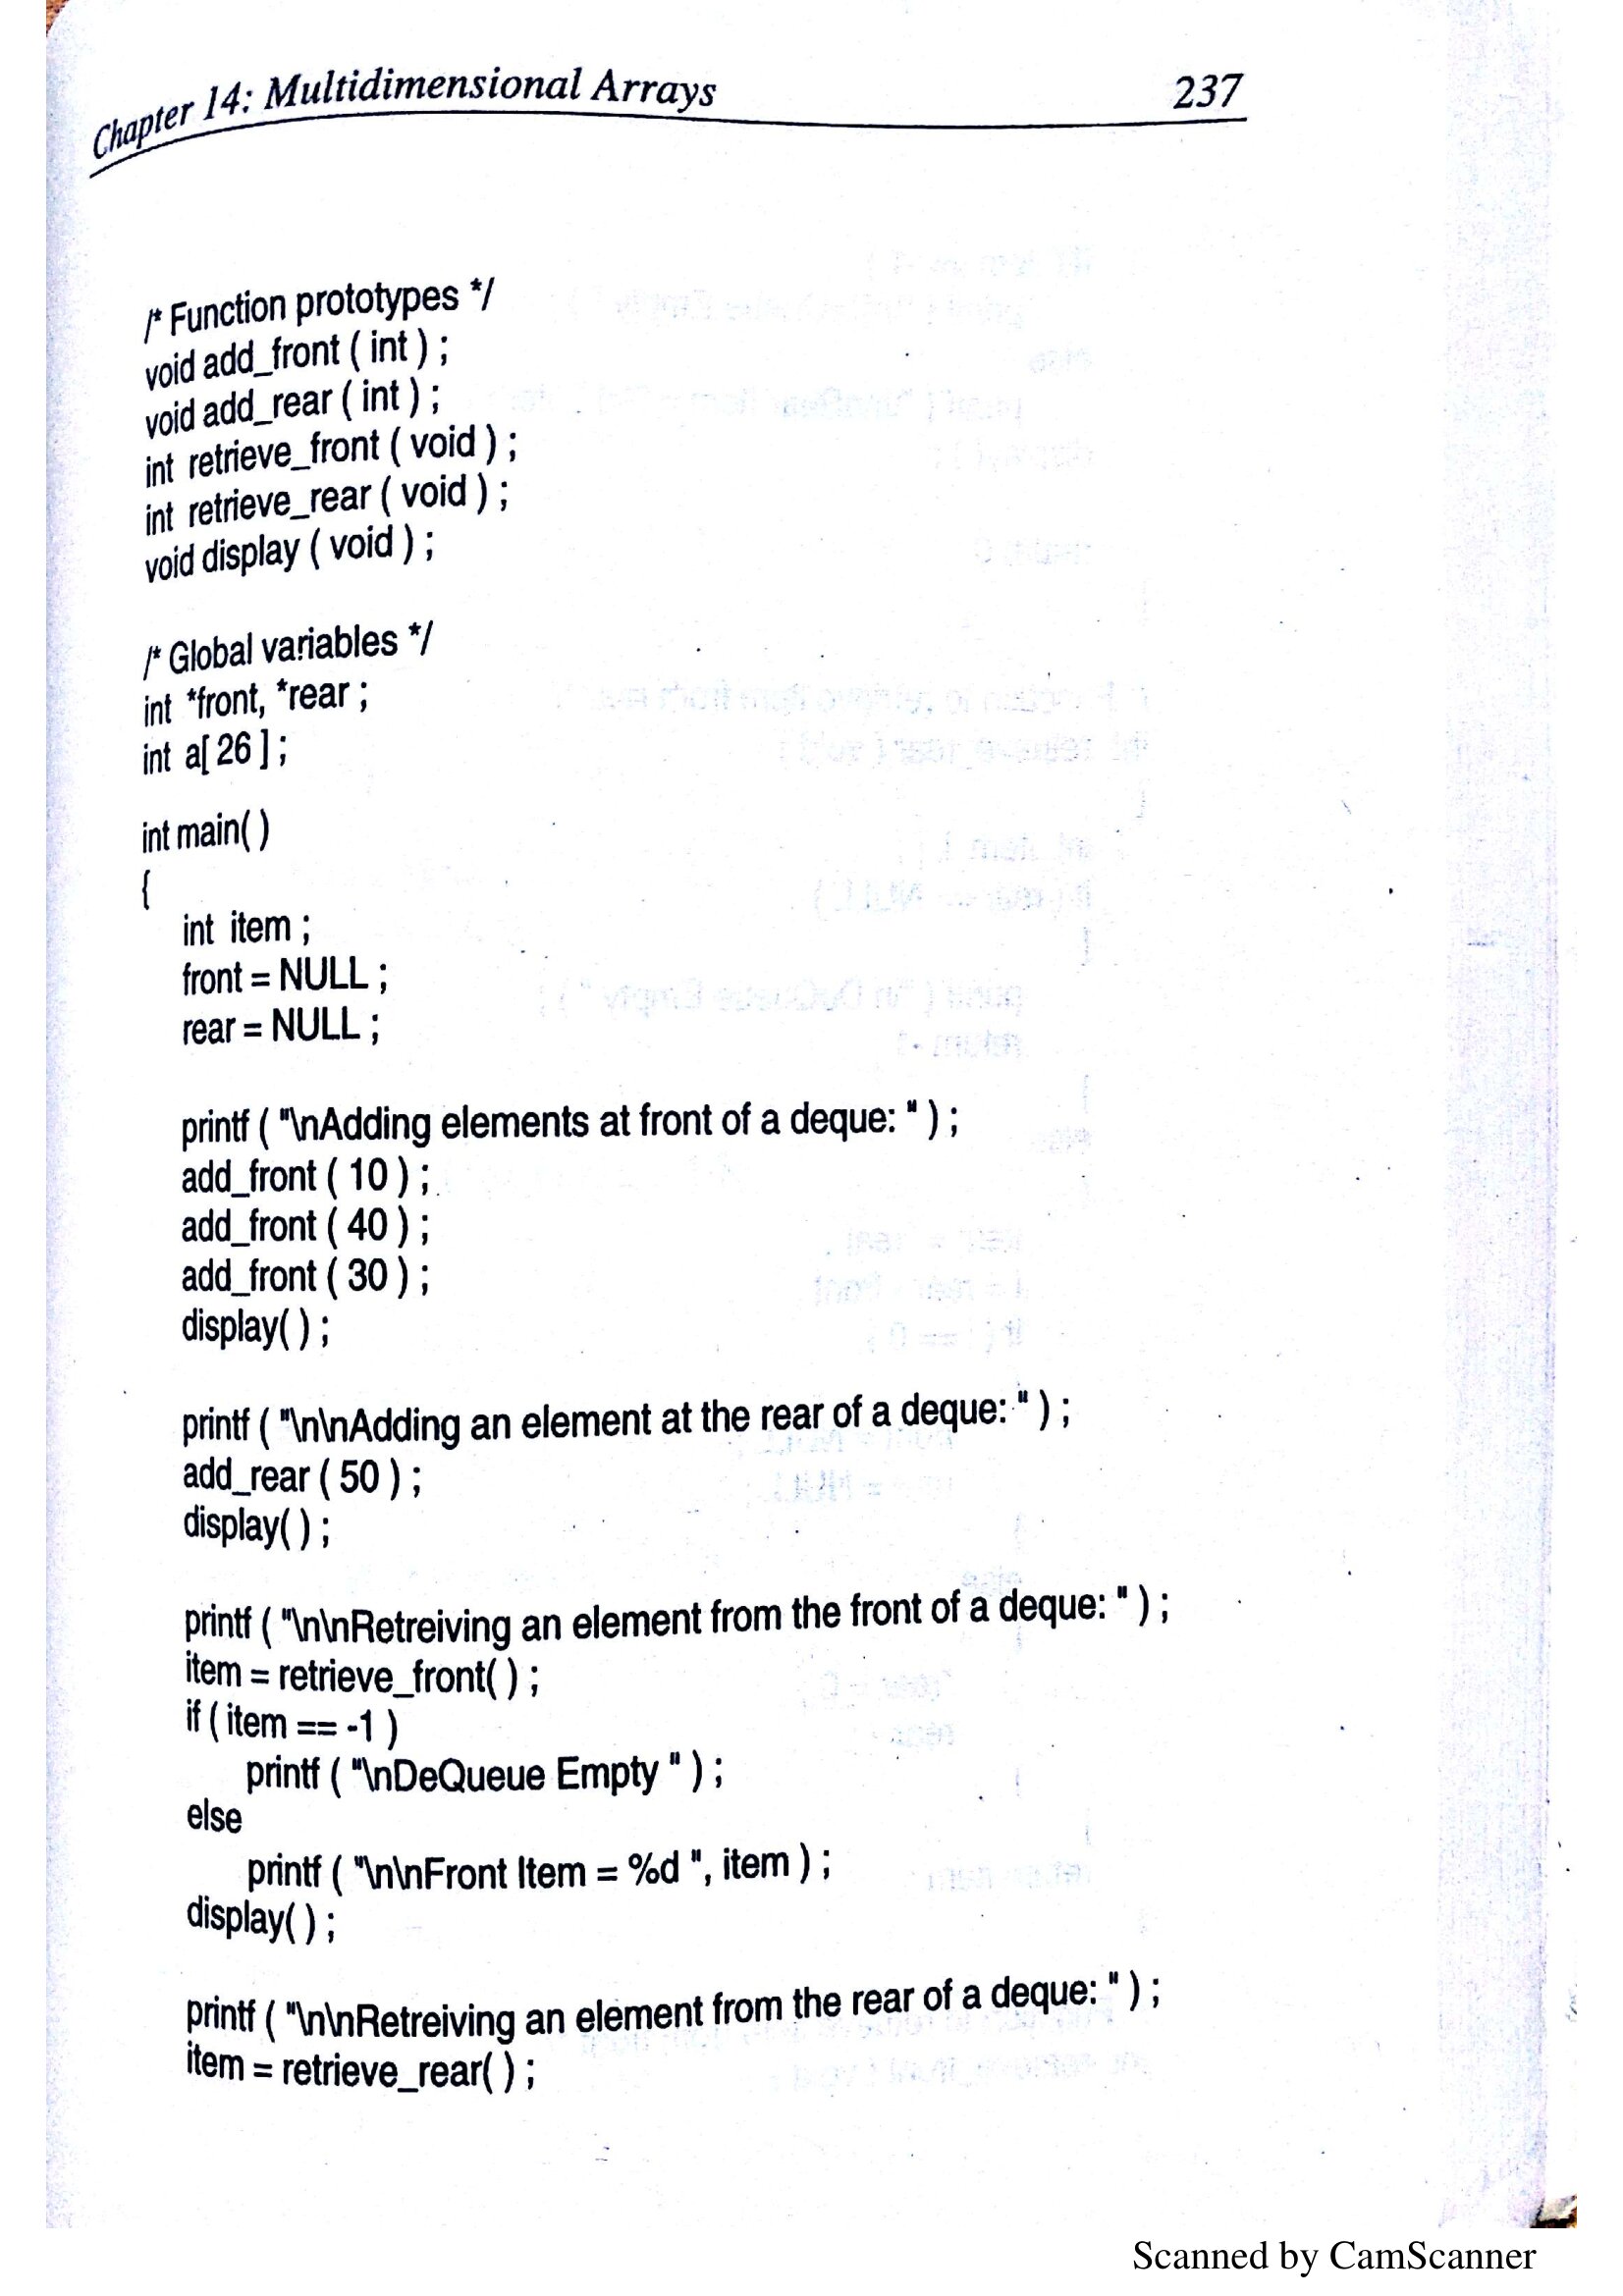 Chapter 14: Multidimensional Arrays 237
/* Function prototypes */
void add_front ( int ) ;
void add_rear ( int ) ;
int retrieve_front ( void ) ;
int retrieve_rear ( void ) ;
void display ( void ) ;
/* Global variables */
int *front, *rear ;
int a[ 26 ] ;
int main( )
{
int item ;
front = NULL ;
rear = NULL ;
printf ( "\nAdding elements at front of a deque: " ) ;
add_front ( 10 ) ;
add_front ( 40 ) ;
add_front ( 30 ) ;
display( ) ;
printf ( "\n\nAdding an element at the rear of a deque: " ) ;
add_rear ( 50 ) ;
display( ) ;
printf ( "\n\nRetreiving an element from the front of a deque: " ) ;
item = retrieve_front( ) ;
if ( item == -1 )
printf ( "\nDeQueue Empty " ) ;
else
printf ( "\n\nFront Item = %d ", item ) ;
display( ) ;
printf ( "\n\nRetreiving an element from the rear of a deque: " ) ;
item = retrieve_rear( ) ;
Scanned by CamScanner